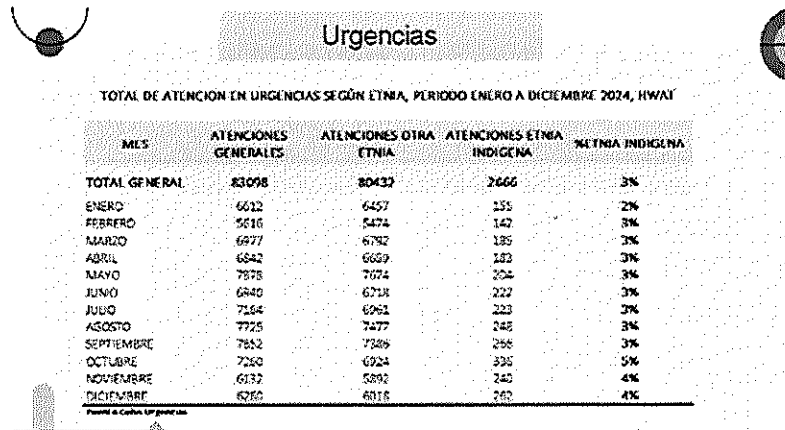 Urgencias
TOTAL DE ATENCION EN URGENCIAS SEGÚN ETNIA, PERIODO ENERO A DICIEMBRE 2024, HWAT
MES ATENCIONES GENERALES ATENCIONES OTRA ETNIA ATENCIONES ETNIA INDIGENA %ETNIA INDIGENA
TOTAL GENERAL 83098 80432 2666 3%
ENERO 6612 6457 155 2%
FEBRERO 5616 5474 142 3%
MARZO 6977 6792 185 3%
ABRIL 6842 6659 183 3%
MAYO 7878 7674 204 3%
JUNIO 6940 6718 222 3%
JULIO 7184 6961 223 3%
AGOSTO 7725 7477 248 3%
SEPTIEMBRE 7652 7386 266 3%
OCTUBRE 7260 6924 336 5%
NOVIEMBRE 6132 5892 240 4%
DICIEMBRE 6280 6018 262 4%